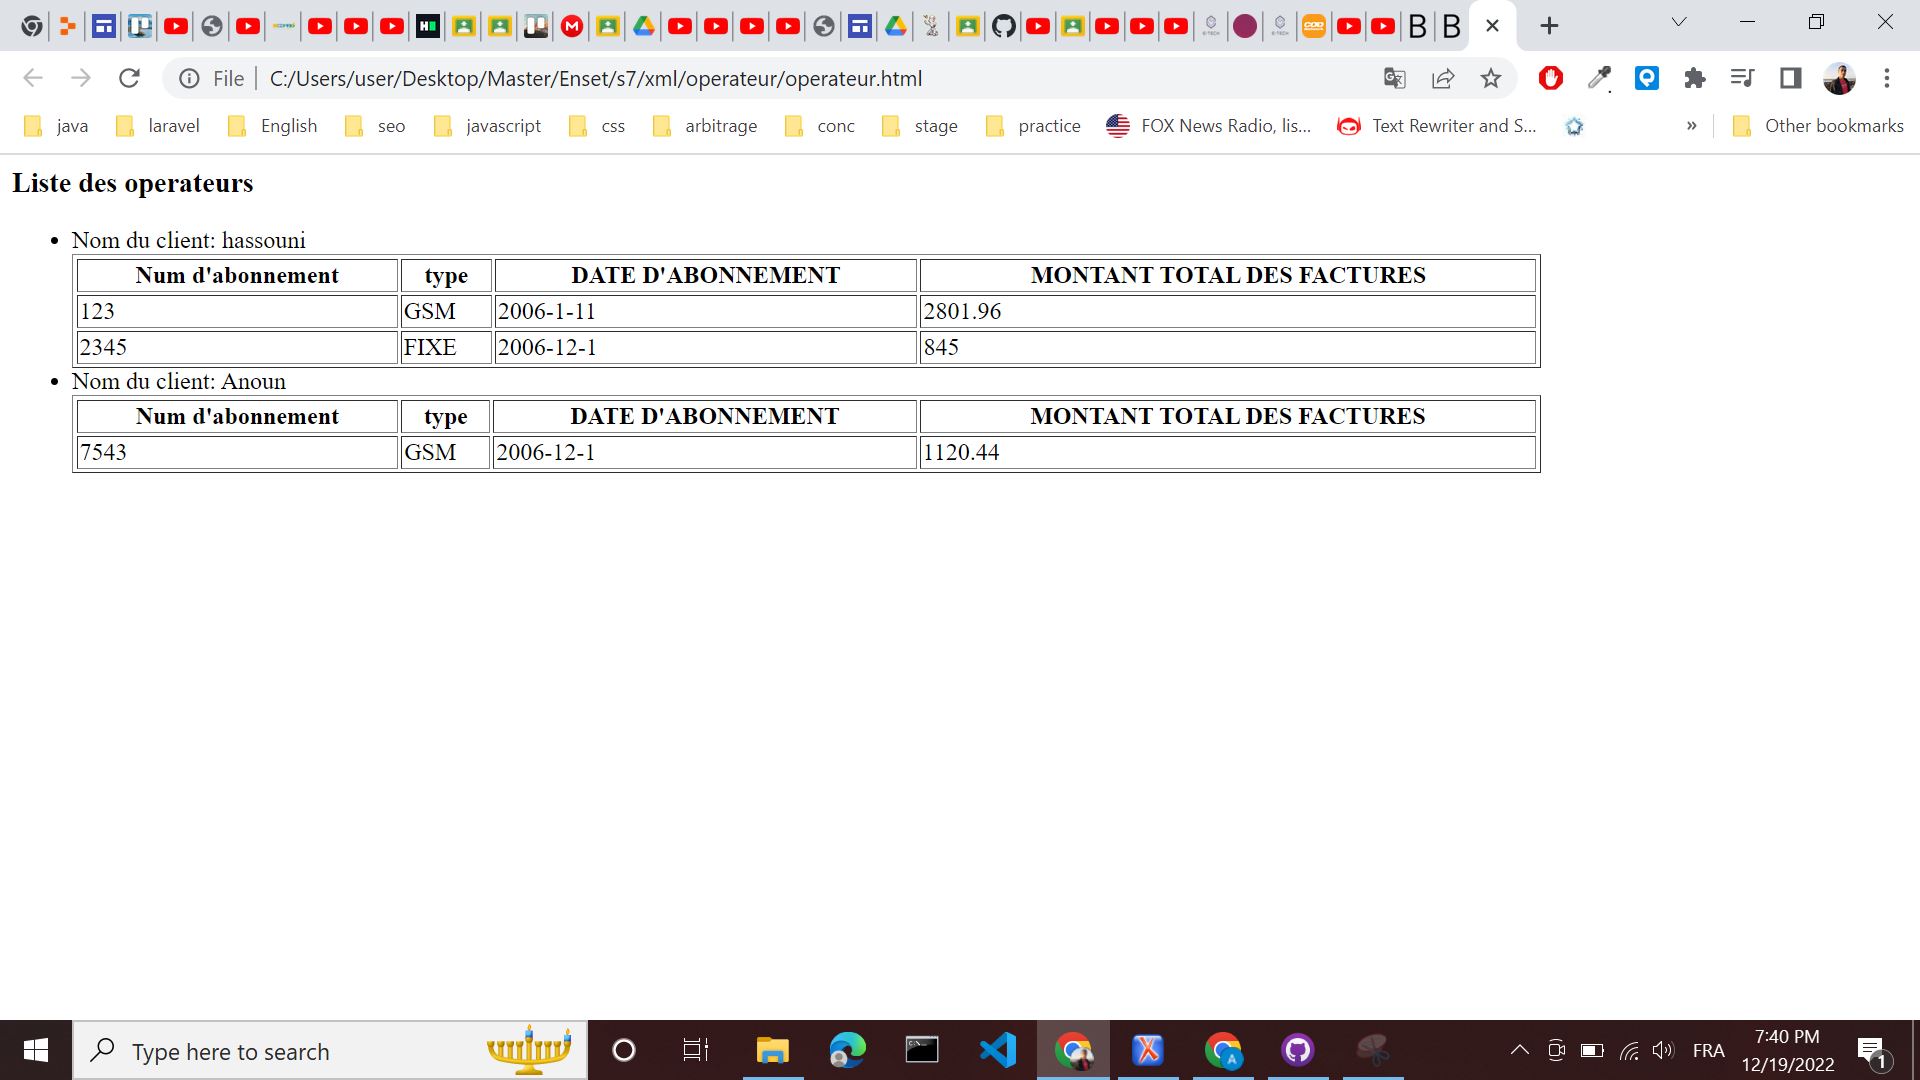 File C:/Users/user/Desktop/Master/Enset/s7/xml/operateur/operateur.html
java laravel English seo javascript css arbitrage conc stage practice FOX News Radio, lis... Text Rewriter and S... » Other bookmarks
Liste des operateurs
• Nom du client: hassouni
Num d'abonnement type DATE D'ABONNEMENT MONTANT TOTAL DES FACTURES
123 GSM 2006-1-11 2801.96
2345 FIXE 2006-12-1 845
• Nom du client: Anoun
Num d'abonnement type DATE D'ABONNEMENT MONTANT TOTAL DES FACTURES
7543 GSM 2006-12-1 1120.44
Type here to search
FRA
7:40 PM
12/19/2022
1